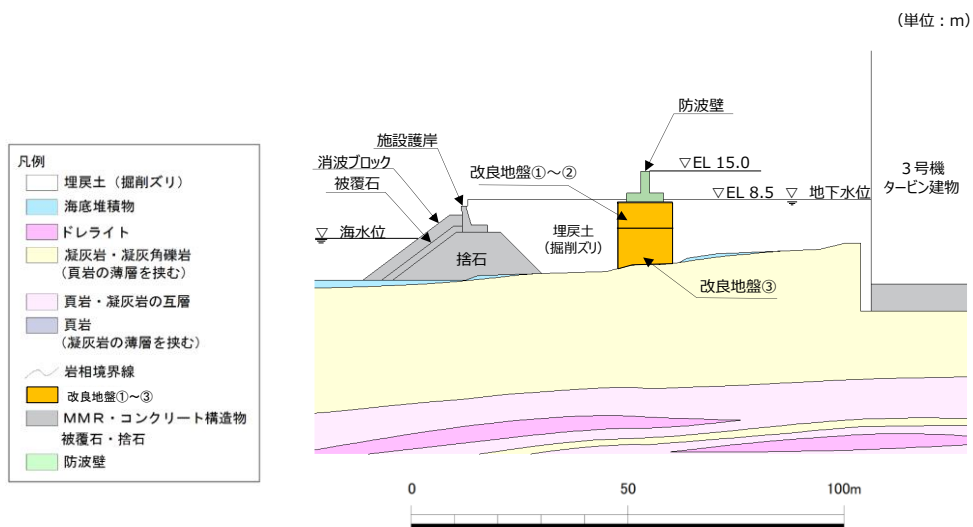 (単位：m)
防波壁
施設護岸
消波ブロック
被覆石
改良地盤①～②
▽EL 15.0
３号機
タービン建物
▽EL 8.5 ▽ 地下水位
▽ 海水位
埋戻土
(掘削ズリ)
捨石
改良地盤③
凡例
埋戻土（掘削ズリ）
海底堆積物
ドレライト
凝灰岩・凝灰角礫岩
(頁岩の薄層を挟む)
頁岩・凝灰岩の互層
頁岩
(凝灰岩の薄層を挟む)
岩相境界線
改良地盤①～③
ＭＭＲ・コンクリート構造物
被覆石・捨石
防波壁
0 50 100m